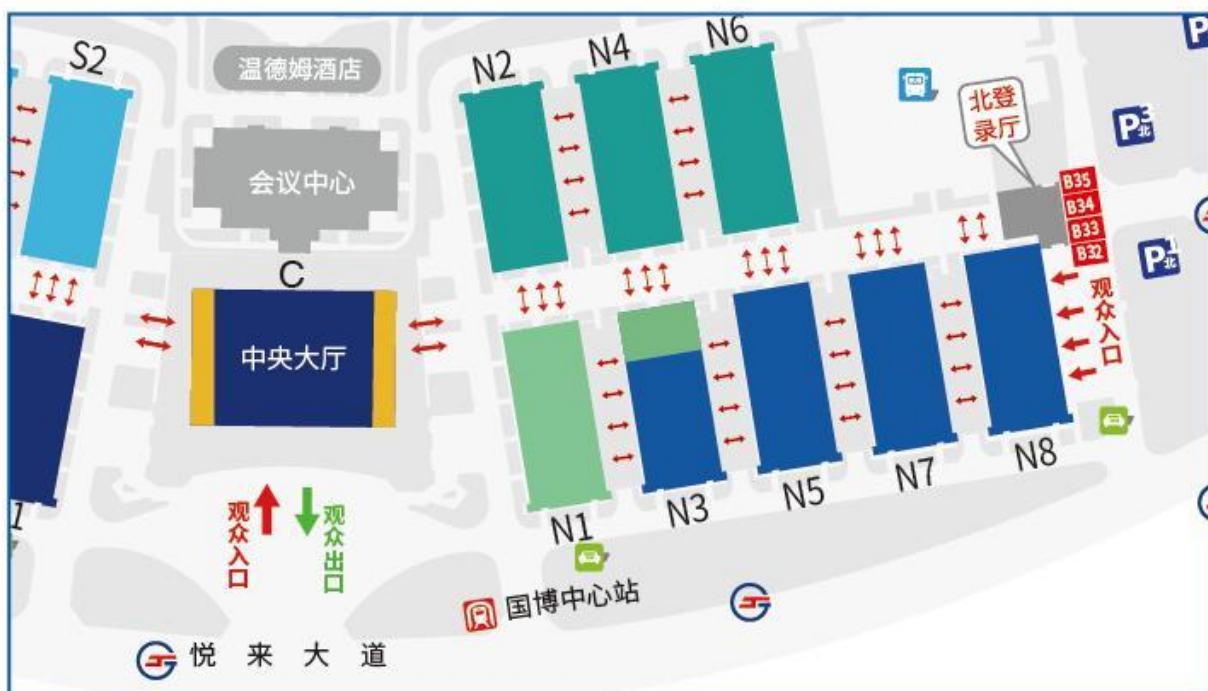 S2
温德姆酒店
会议中心
C
中央大厅
N2
N4
N6
北登
录厅
P3北
P1北
P
B35
B34
B33
B32
观众入口
N1
N3
N5
N7
N8
1
观众入口
观众出口
国博中心站
悦来大道